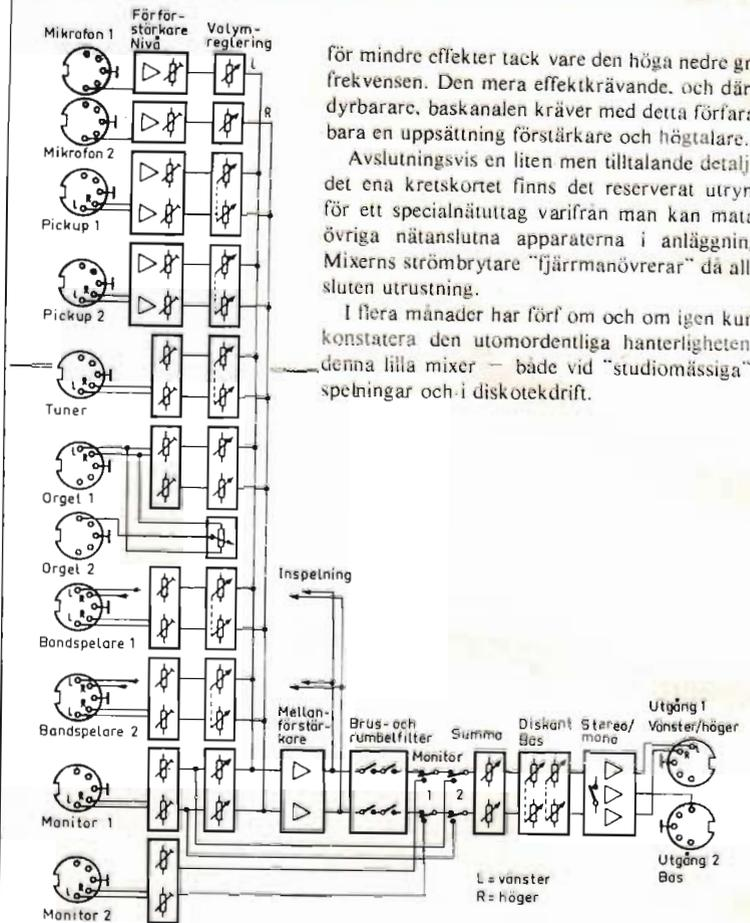 Mikrofon 1
Förför-
stärkare
Nivå
Volym-
reglering
L
R
Mikrofon 2
L
R
Pickup 1
L
R
Pickup 2
L
R
Tuner
L
R
Orgel 1
Orgel 2
L
R
Bandspelare 1
L
R
Bandspelare 2
L
R
Monitor 1
L
R
Monitor 2
Inspelning
Mellan-
förstär-
kare
Brus- och
rumbelfilter
Monitor
1
2
Summa
Diskant
Bas
Stereo/
mono
Utgång 1
Vänster/höger
L
R
Utgång 2
Bas
L = vänster
R = höger
för mindre effekter tack vare den höga nedre gr
frekvensen. Den mera effektkrävande, och där
dyrbarare, baskanalen kräver med detta förfar
bara en uppsättning förstärkare och högtalare.
Avslutningsvis en liten men tilltalande detalj
det ena kretskortet finns det reserverat utryr
för ett specialnätuttag varifrån man kan mata
övriga nätanslutna apparaterna i anläggnin
Mixerns strömbrytare "fjärrmanövrerar" då all
sluten utrustning.
I flera månader har förf om och om igen kur
konstatera den utomordentliga hanterligheten
denna lilla mixer — både vid "studiomässiga"
spelningar och i diskotekdrift.